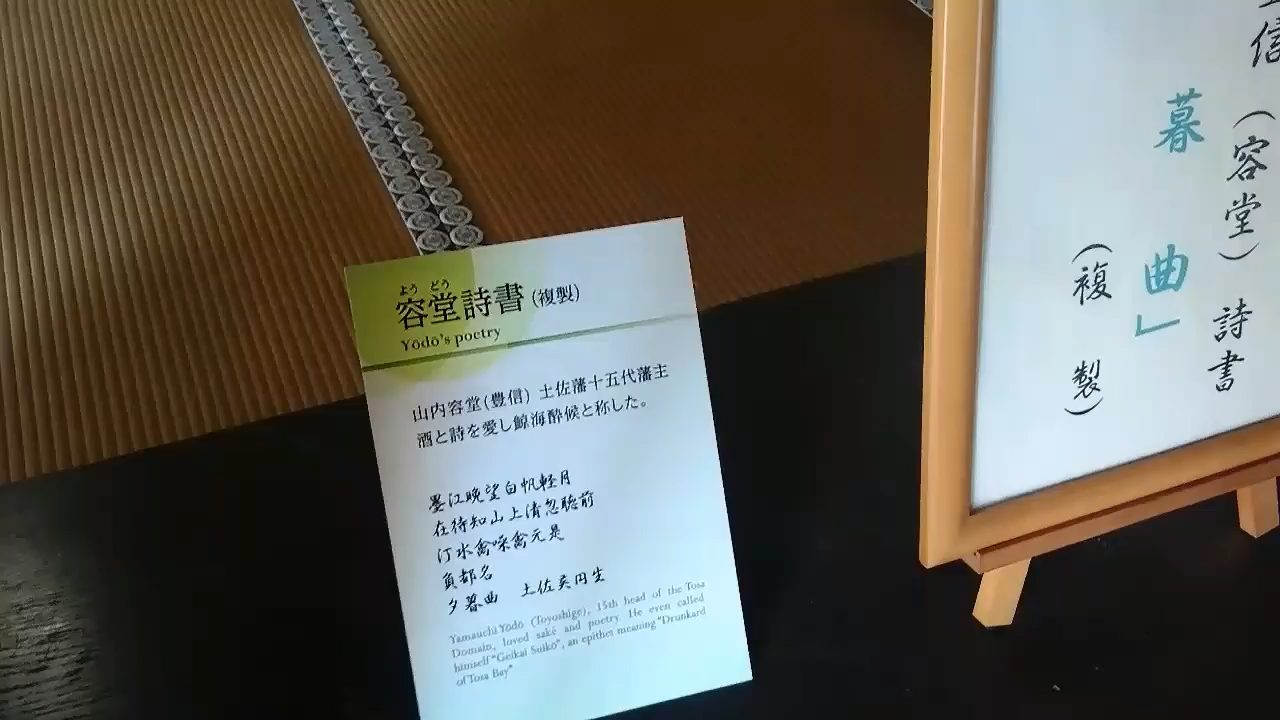 よう どう
容堂詩書(複製)
Yōdō's poetry
山内容堂(豊信) 土佐藩十五代藩主
酒と詩を愛し鯨海酔候と称した。
墨江晩望白帆軽月
在待知山上清忽聴前
汀水禽啼禽元是
負都名
夕暮曲 土佐矣円生
Yamauchi Yōdō (Toyoshige), 15th head of the Tosa
Domain, loved saké and poetry. He even called
himself "Geikai Suikō", an epithet meaning "Drunkard
of Tosa Bay"
信(容堂)詩書
暮曲」
(複製)